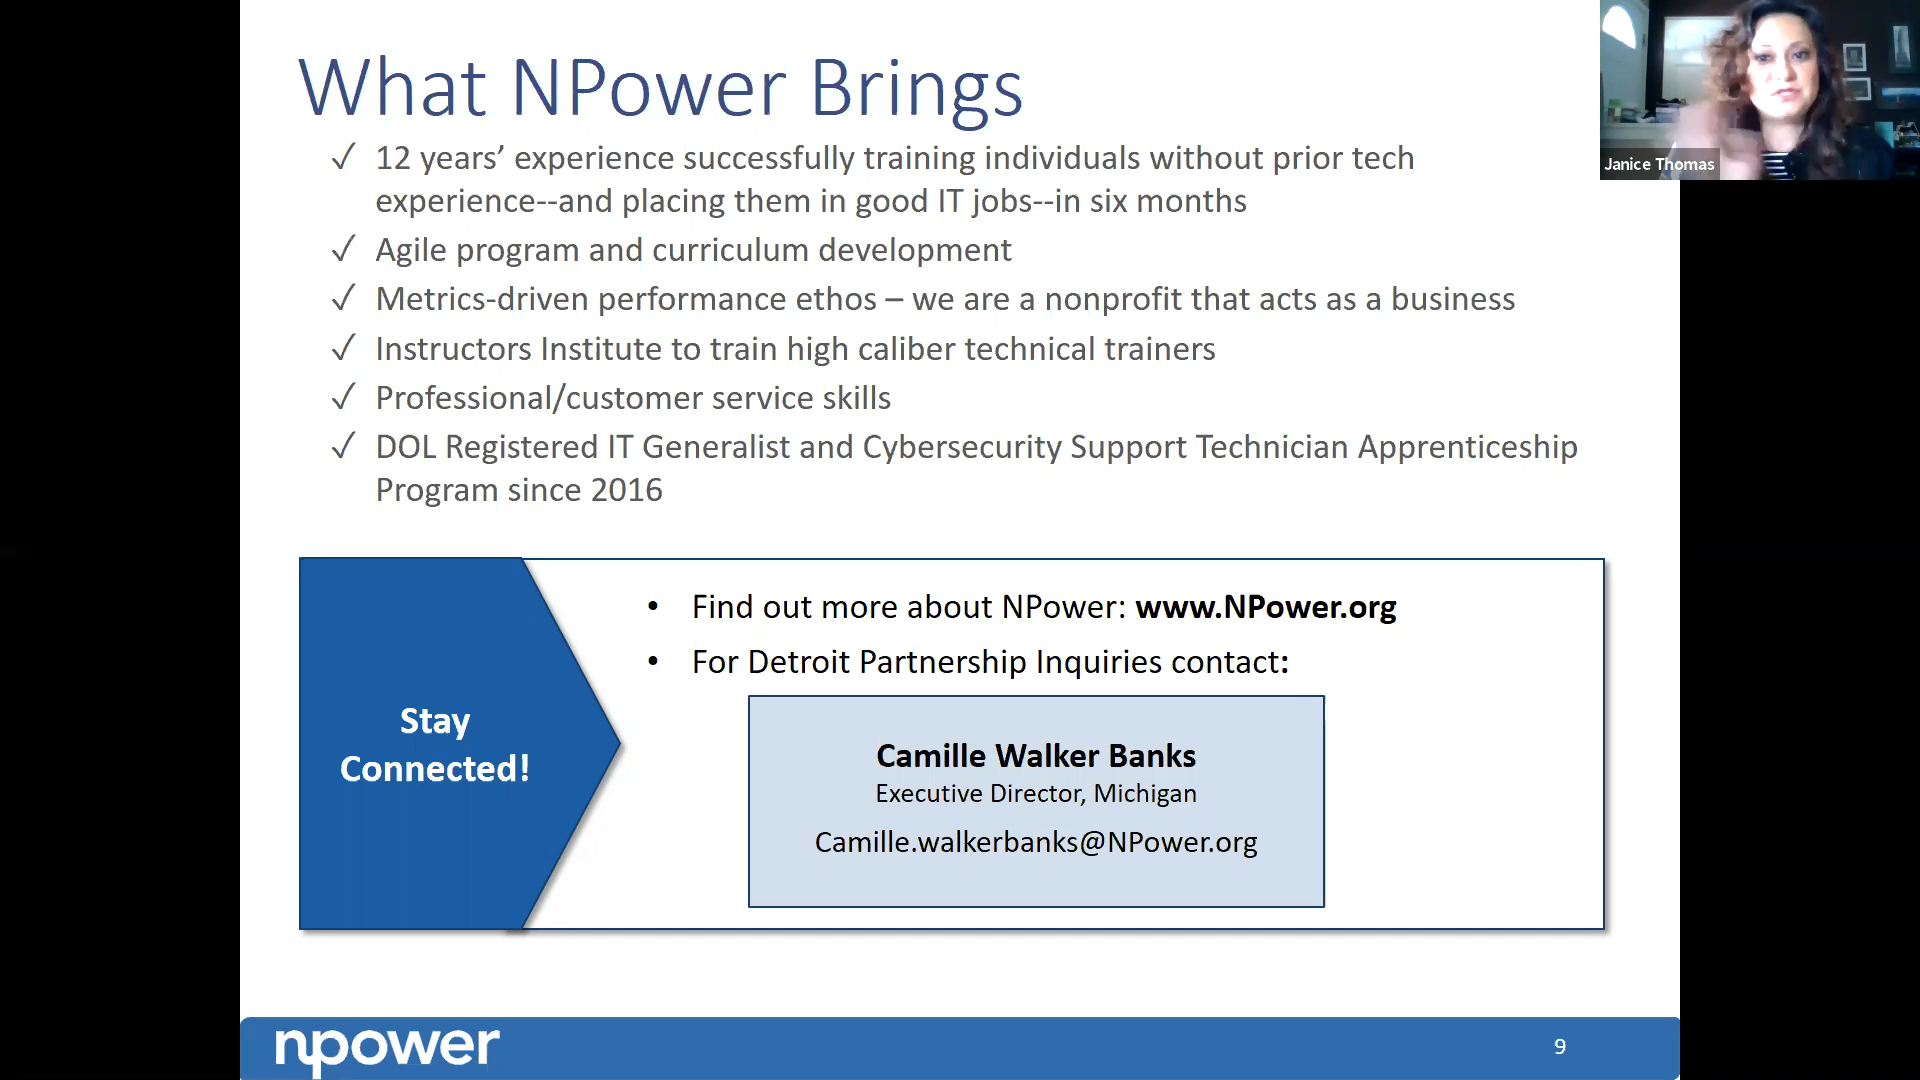 What NPower Brings
✓ 12 years’ experience successfully training individuals without prior tech
experience--and placing them in good IT jobs--in six months
✓ Agile program and curriculum development
✓ Metrics-driven performance ethos – we are a nonprofit that acts as a business
✓ Instructors Institute to train high caliber technical trainers
✓ Professional/customer service skills
✓ DOL Registered IT Generalist and Cybersecurity Support Technician Apprenticeship
Program since 2016
Stay
Connected!
• Find out more about NPower: www.NPower.org
• For Detroit Partnership Inquiries contact:
Camille Walker Banks
Executive Director, Michigan
Camille.walkerbanks@NPower.org
npower
9
Janice Thomas